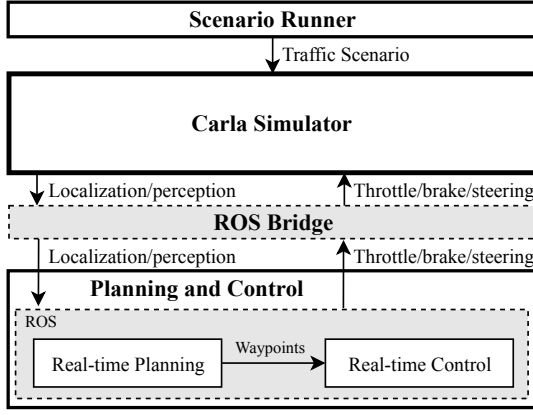 Scenario Runner
Traffic Scenario
Carla Simulator
Localization/perception Throttle/brake/steering
ROS Bridge
Localization/perception Throttle/brake/steering
Planning and Control
ROS
Waypoints
Real-time Planning Real-time Control